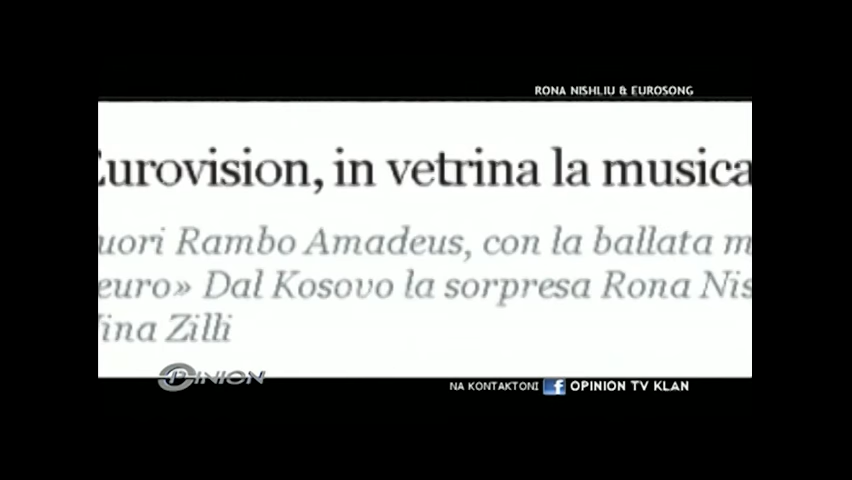 RONA NISHLIU & EUROSONG
Eurovision, in vetrina la musica
uori Rambo Amadeus, con la ballata m
euro» Dal Kosovo la sorpresa Rona Nis
ina Zilli
OPINION
NA KONTAKTONI f OPINION TV KLAN